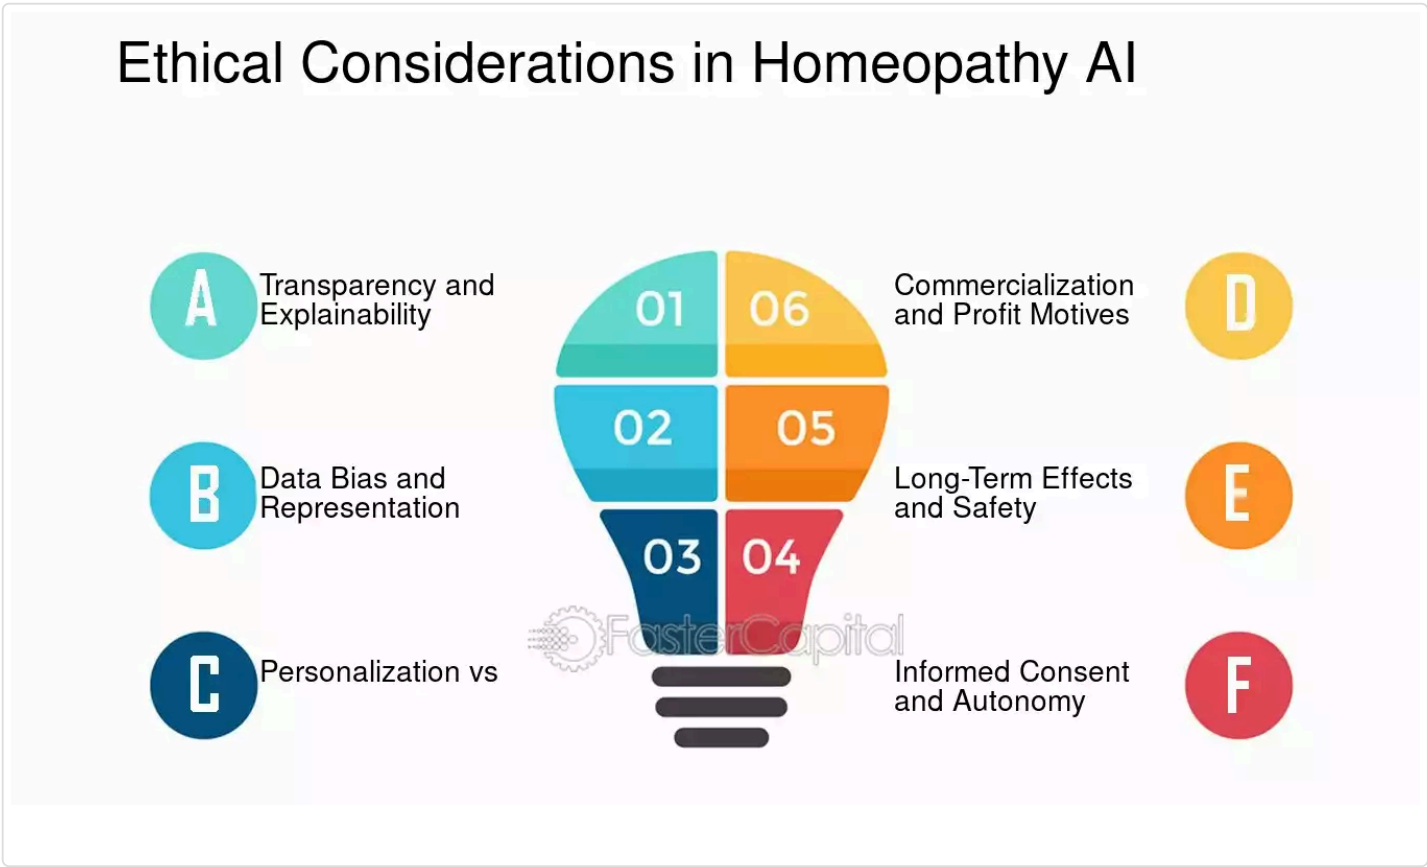 Ethical Considerations in Homeopathy AI
A
Transparency and
Explainability
B
Data Bias and
Representation
C
Personalization vs
01
06
02
05
03
04
FasterCapital
Commercialization
and Profit Motives
D
Long-Term Effects
and Safety
E
Informed Consent
and Autonomy
F